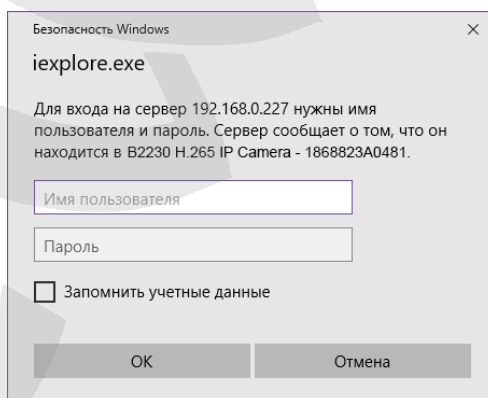 Безопасность Windows
iexplore.exe
Для входа на сервер 192.168.0.227 нужны имя
пользователя и пароль. Сервер сообщает о том, что он
находится в B2230 H.265 IP Camera - 1868823A0481.
Имя пользователя
Пароль
Запомнить учетные данные
ОК Отмена